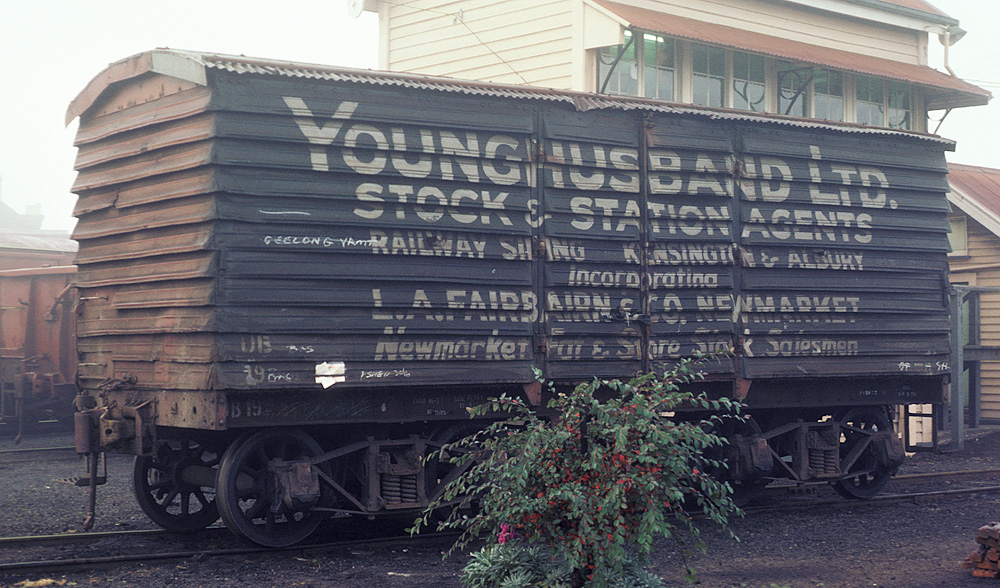 YOUNGHUSBAND LTD.
STOCK & STATION AGENTS
GEELONG YARD
RAILWAY SIDING KENSINGTON & ALBURY
Incorporating
L.A.FAIRBAIRN & CO. NEWMARKET
Newmarket Fat & Store Stock Salesmen
B 19